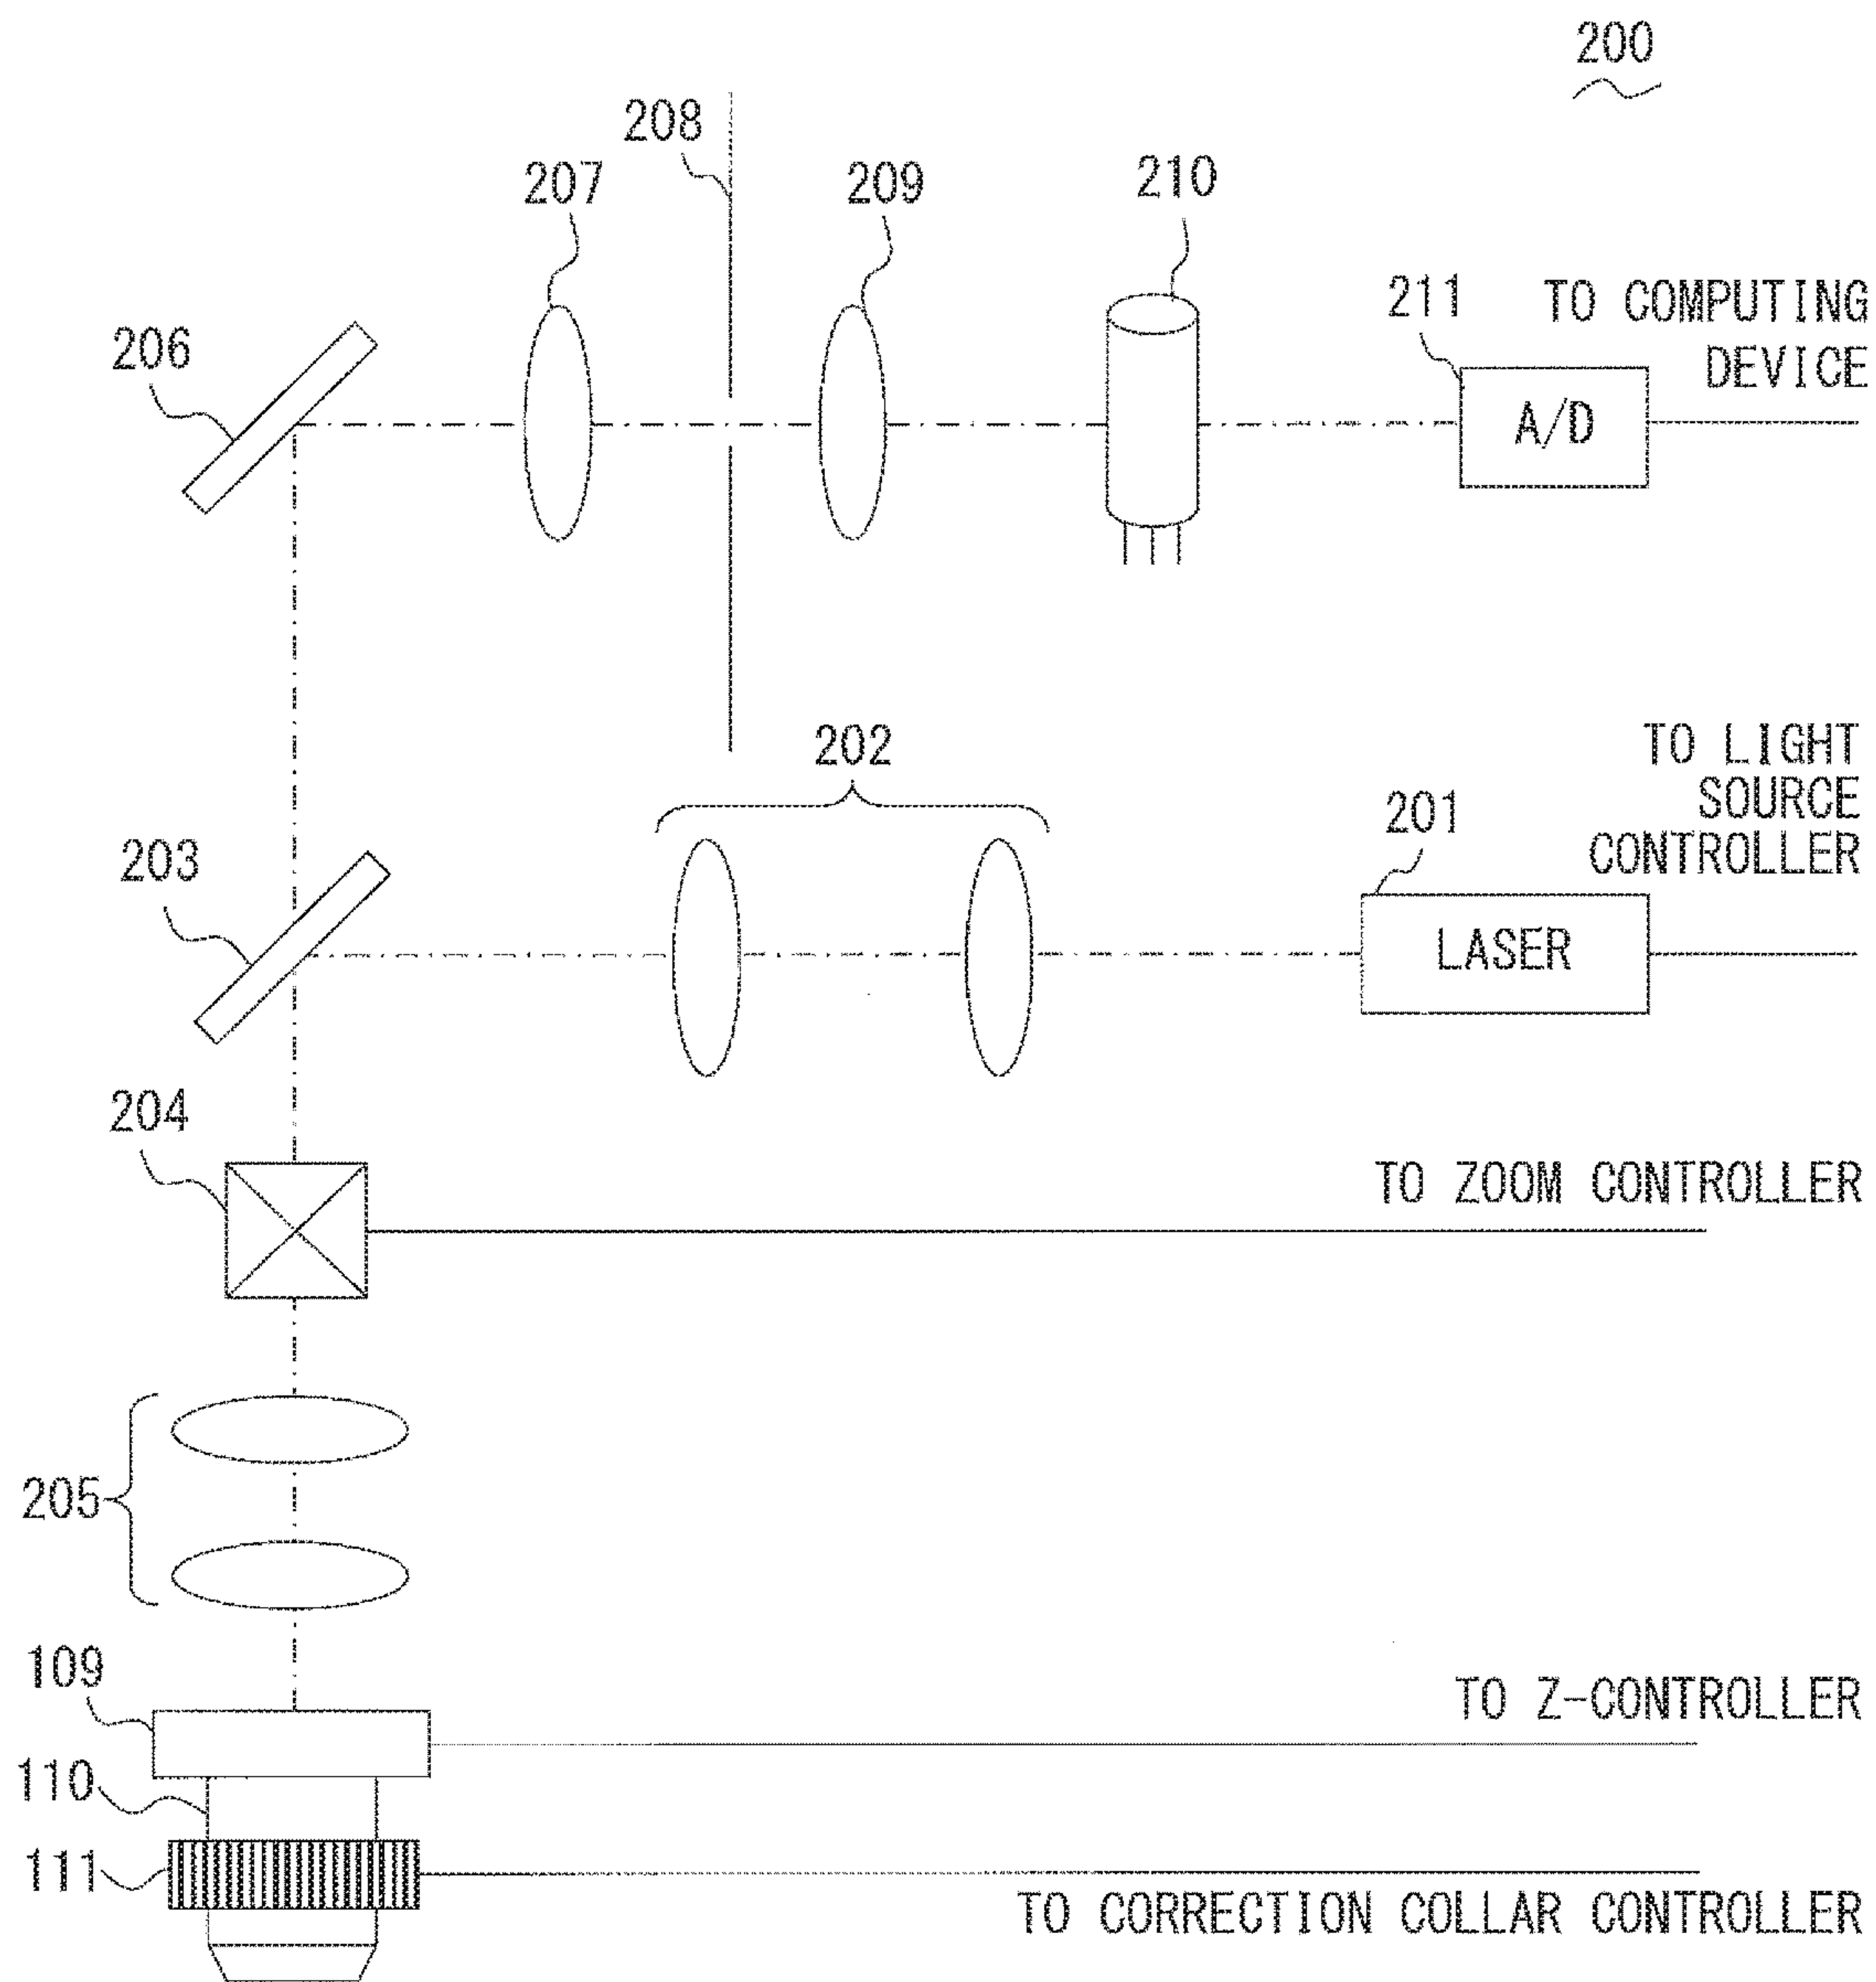 200
208
207
209
210
211
TO COMPUTING
DEVICE
206
A/D
202
TO LIGHT
SOURCE
CONTROLLER
201
203
LASER
204
TO ZOOM CONTROLLER
205
109
TO Z-CONTROLLER
110
111
TO CORRECTION COLLAR CONTROLLER